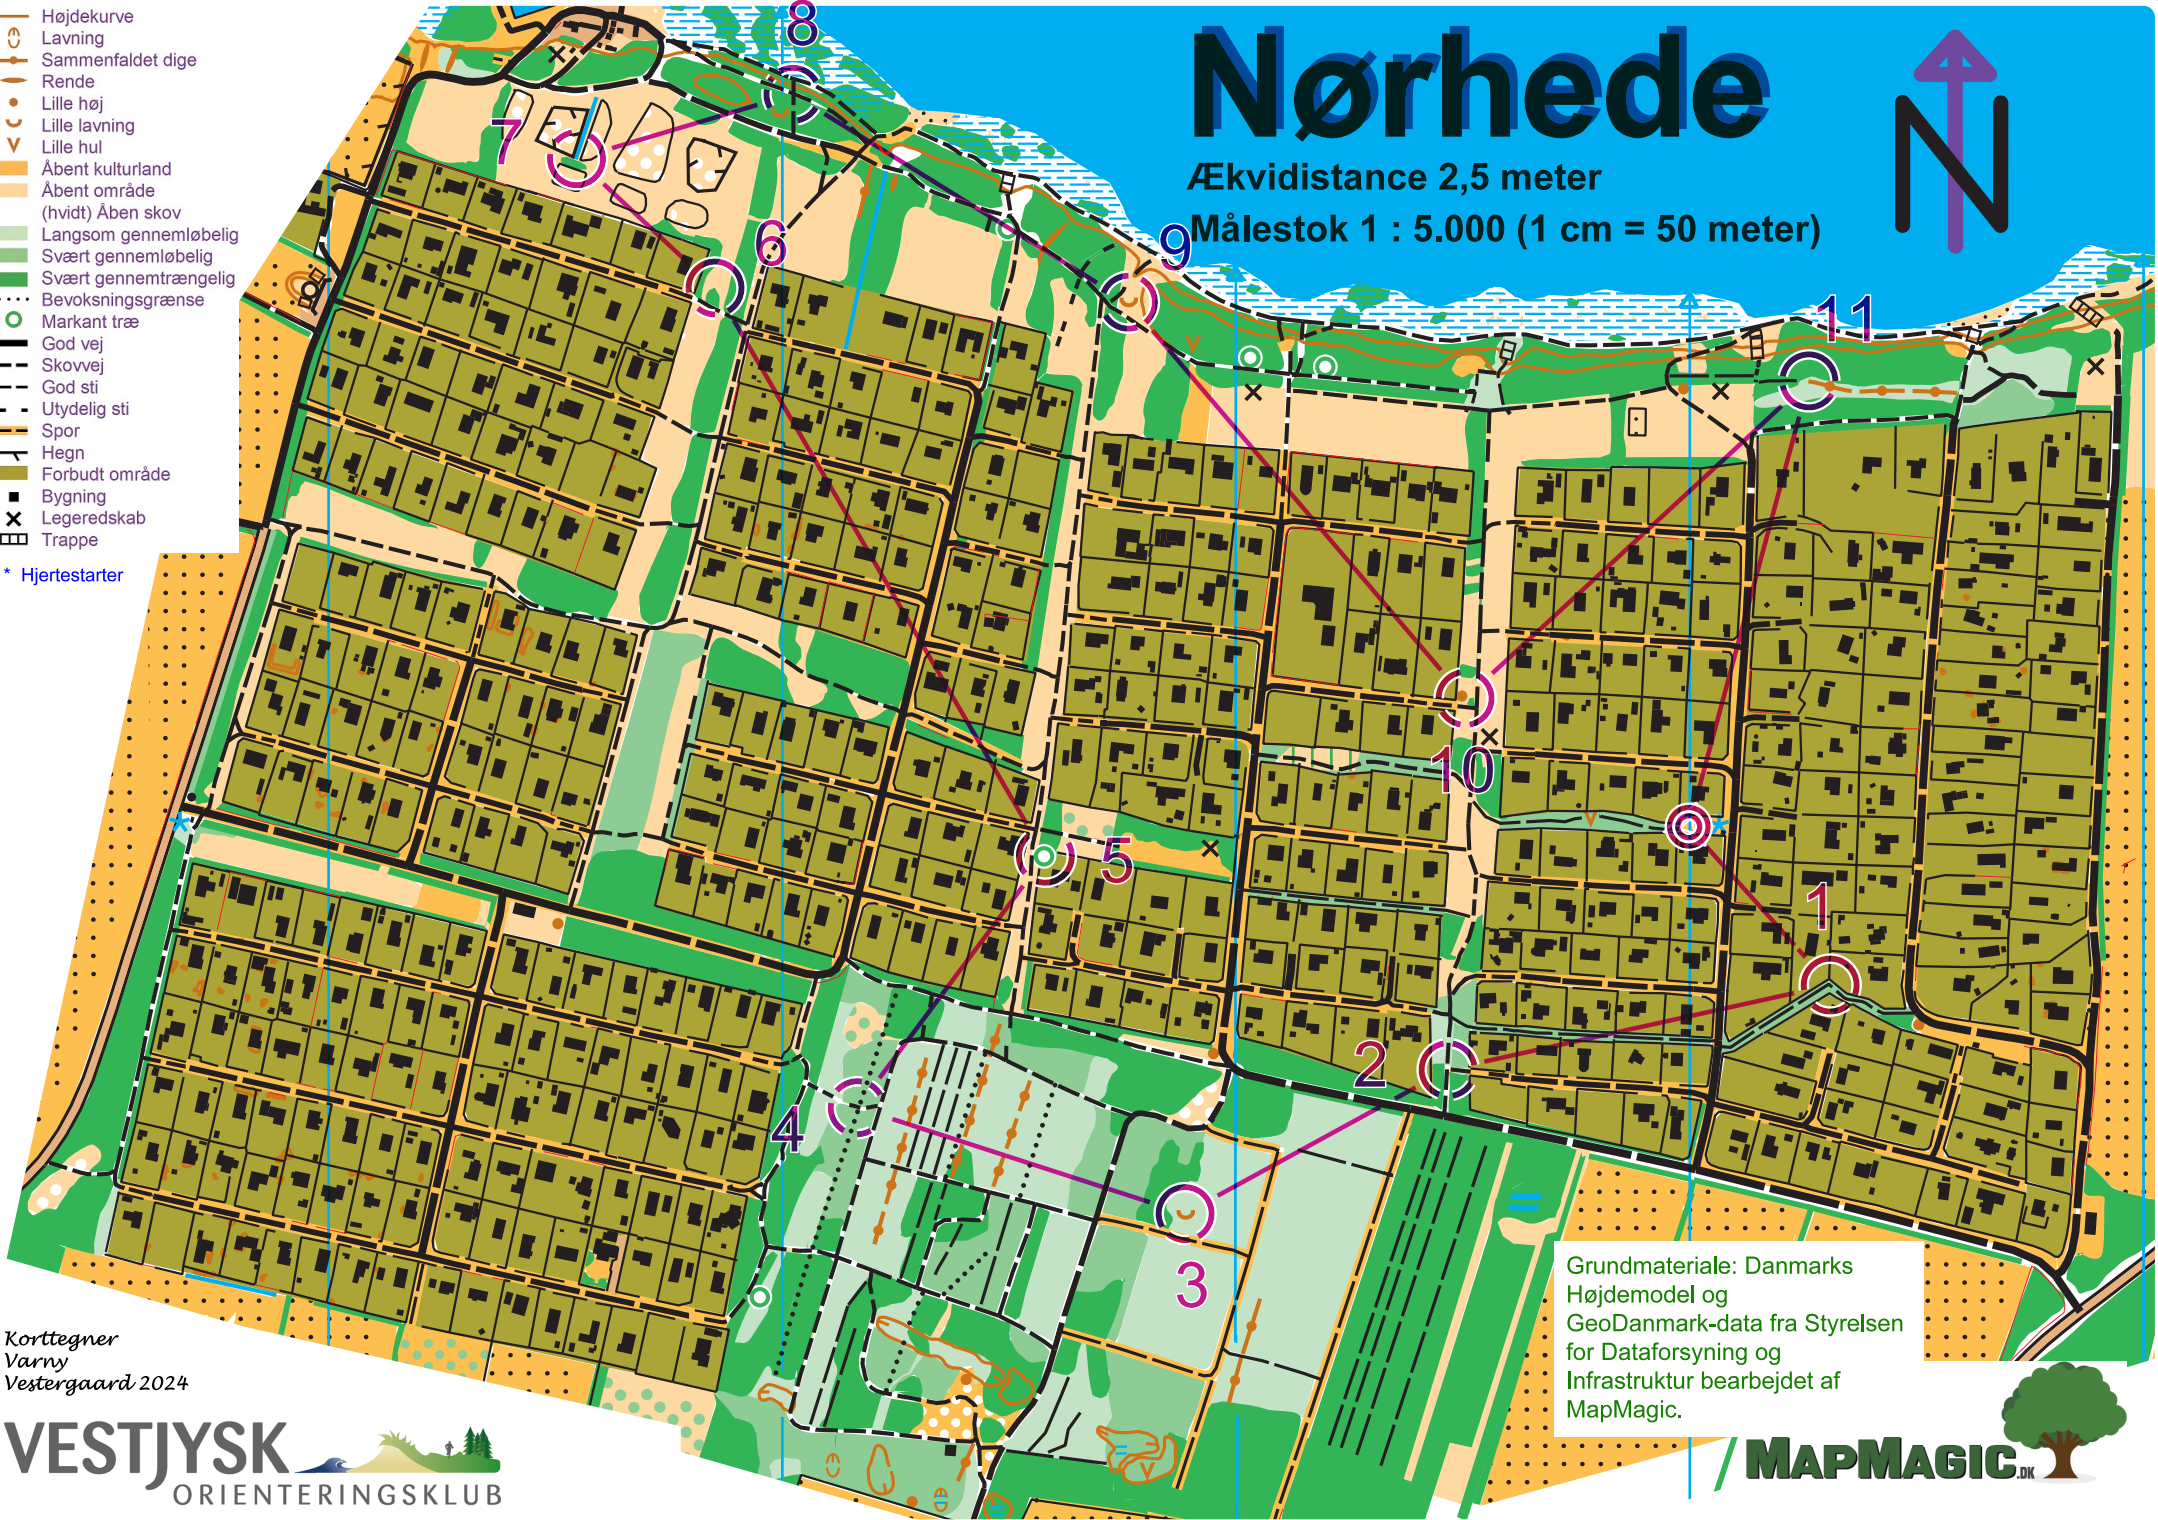 Højdekurve
Lavning
Sammenfaldet dige
Rende
Lille høj
Lille lavning
Lille hul
Åbent kulturland
Åbent område
(hvidt) Åben skov
Langsom gennemløbelig
Svært gennemløbelig
Svært gennemtrængelig
Bevoksningsgrænse
Markant træ
God vej
Skovvej
God sti
Utydelig sti
Spor
Hegn
Forbudt område
Bygning
Legeredskab
Trappe
* Hjertestarter
Nørhede
Ækvidistance 2,5 meter
Målestok 1 : 5.000 (1 cm = 50 meter)
N
8
7
6
9
11
10
5
1
2
4
3
Grundmateriale: Danmarks
Højdemodel og
GeoDanmark-data fra Styrelsen
for Dataforsyning og
Infrastruktur bearbejdet af
MapMagic.
Korttegner
Varny
Vestergaard 2024
VESTJYSK
ORIENTERINGSKLUB
MAPMAGIC.DK